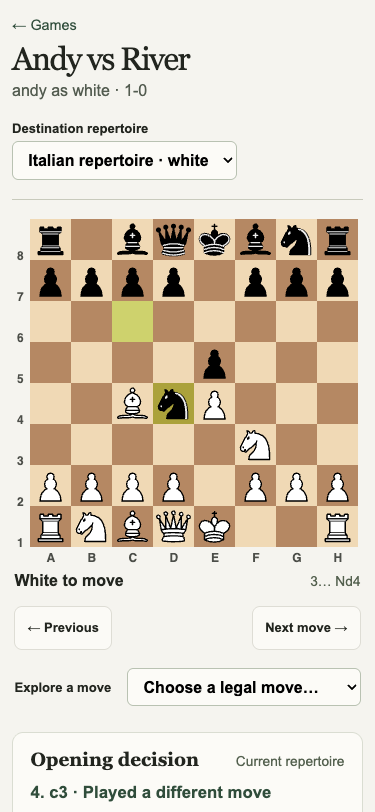 ← Games
Andy vs River
andy as white · 1-0
Destination repertoire
Italian repertoire · white
8
7
6
5
4
3
2
1
A B C D E F G H
White to move 3… Nd4
← Previous Next move →
Explore a move Choose a legal move…
Opening decision Current repertoire
4. c3 · Played a different move